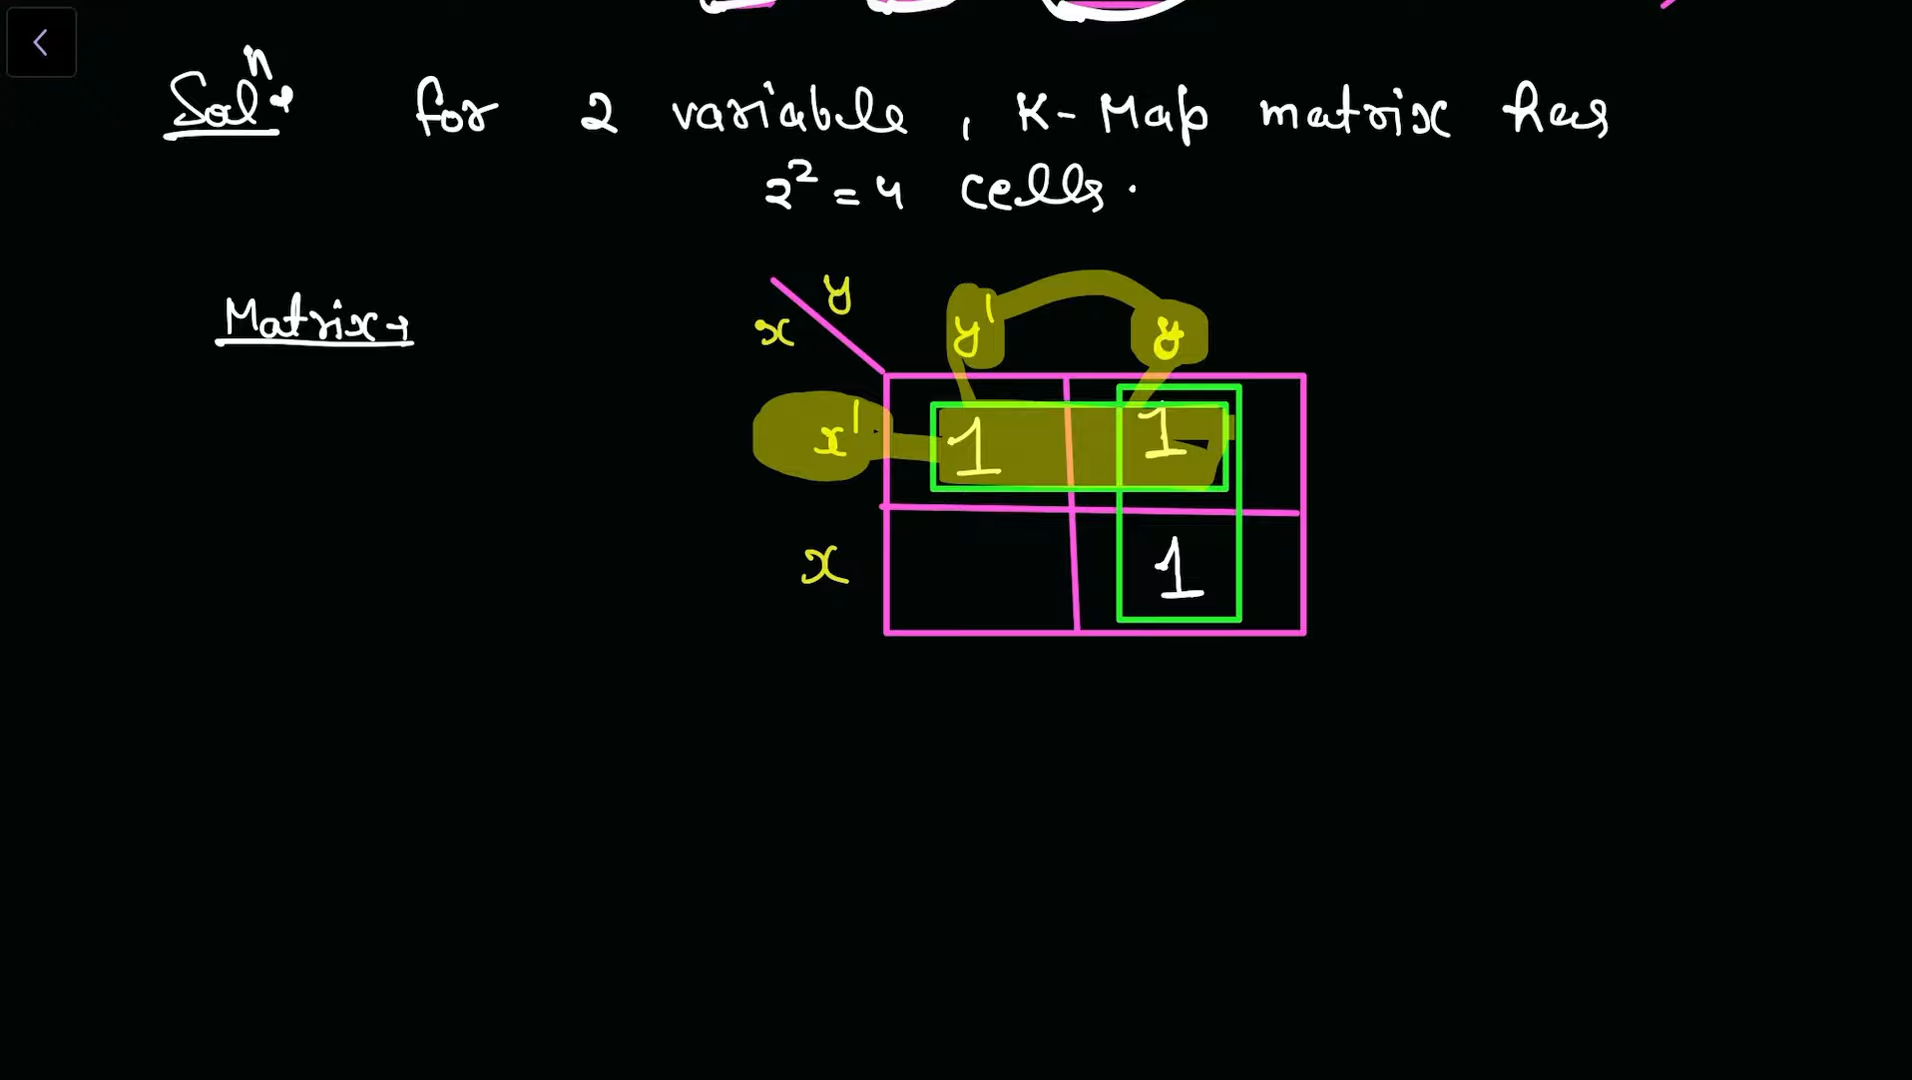 Solⁿ.
for 2 variable, K-Map matrix has
2² = 4 cells.
Matrix→
y
x
y' y
x' 1 1
x 1